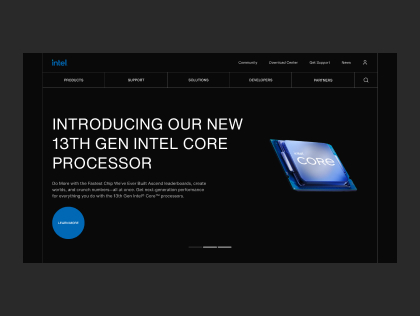 intel
Community Download Center Get Support News
PRODUCTS SUPPORT SOLUTIONS DEVELOPERS PARTNERS
INTRODUCING OUR NEW
13TH GEN INTEL CORE
PROCESSOR
Do More with the Fastest Chip We've Ever Built Ascend leaderboards, create
worlds, and crunch numbers– all at once. Get next-generation performance
for everything you do with the 13th Gen Intel® Core™ processors.
LEARN MORE
CORE